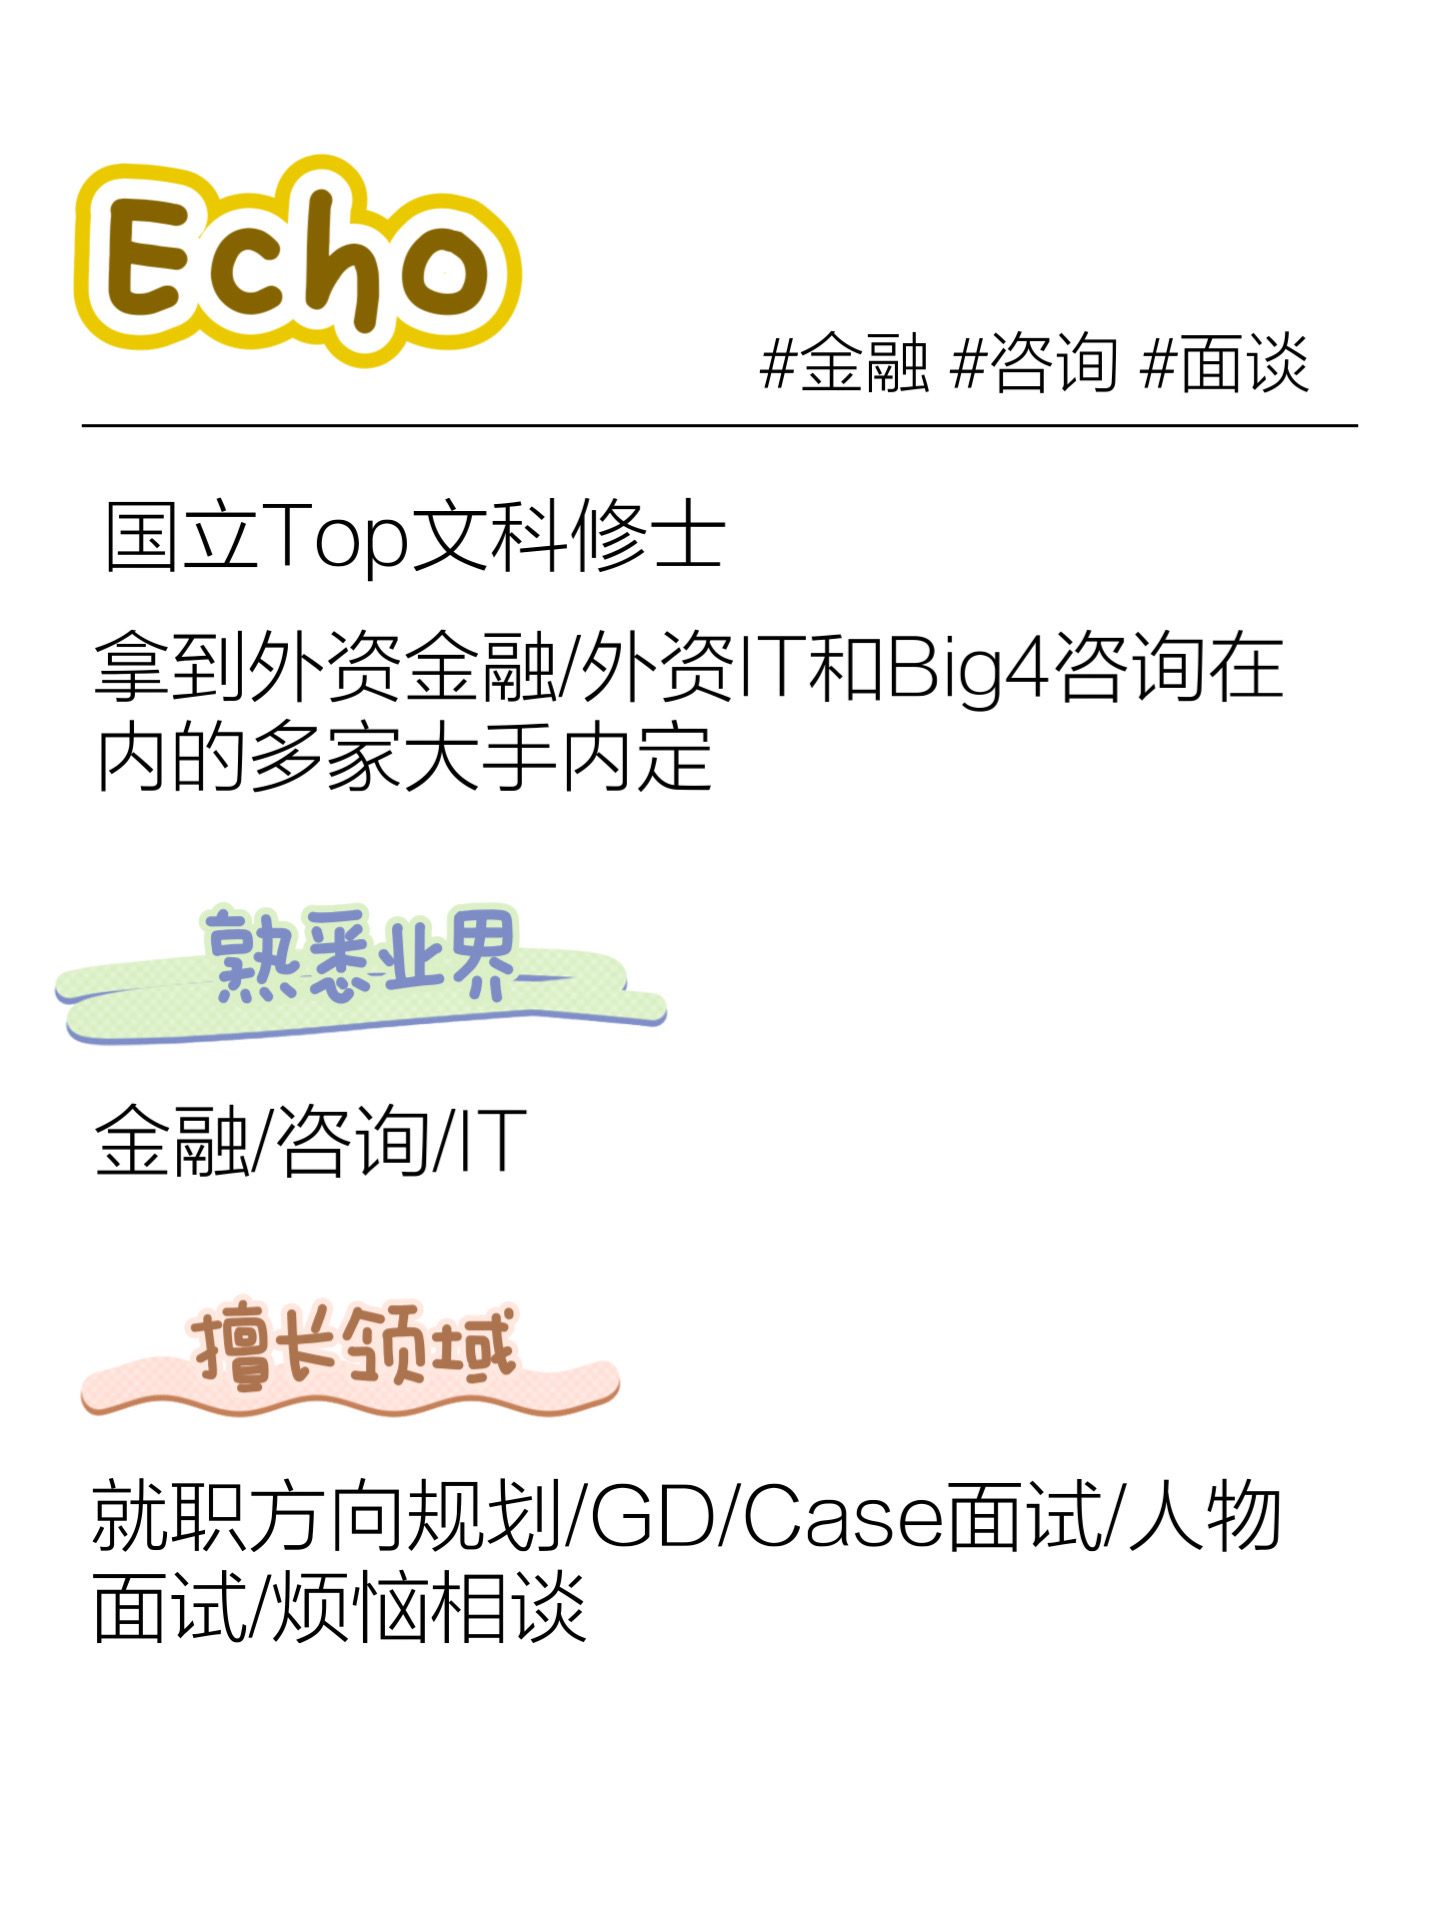 Echo
#金融 #咨询 #面谈
国立Top文科修士
拿到外资金融/外资IT和Big4咨询在
内的多家大手内定
熟悉业界
金融/咨询/IT
擅长领域
就职方向规划/GD/Case面试/人物
面试/烦恼相谈